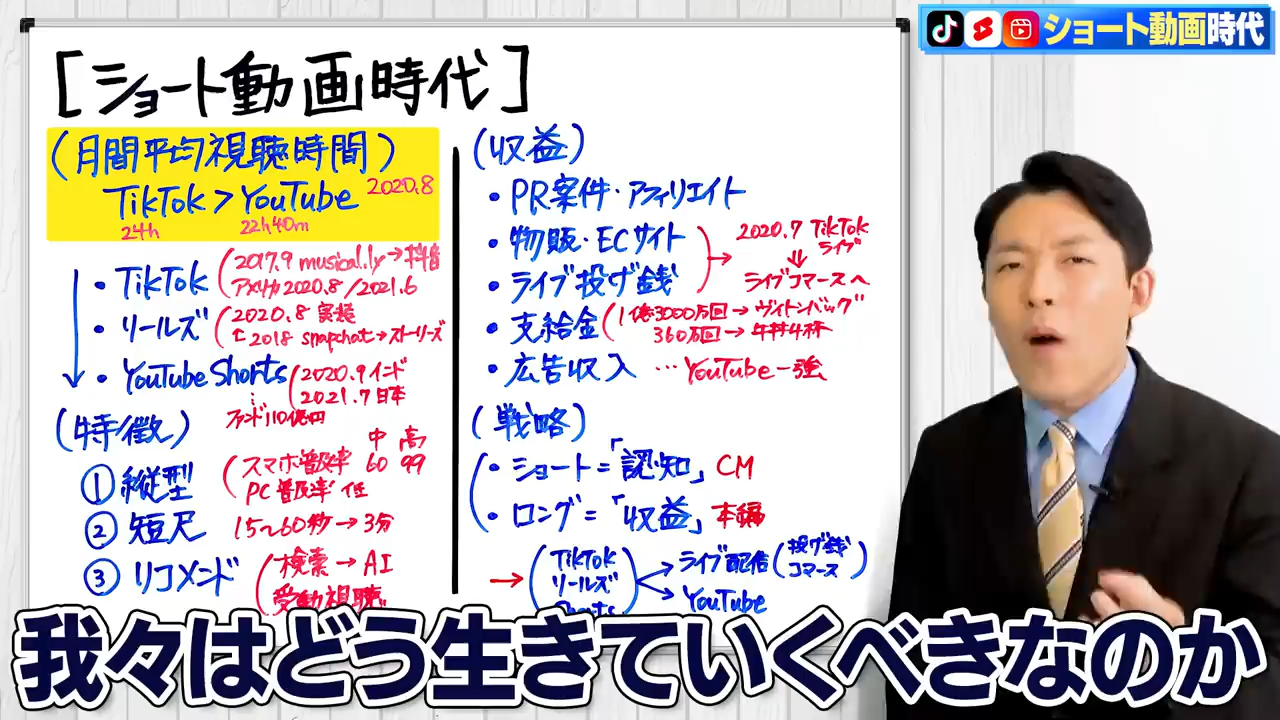 ショート動画時代
[ショート動画時代]
(月間平均視聴時間)
TikTok > YouTube 2020.8
24h 22h40m
・TikTok (2017.9 musical.ly→抖音
アメリカ2020.8/2021.6
・リールズ (2020.8 実装
↑2018 snapchat→ストーリーズ
・YouTube Shorts (2020.9 インド
2021.7 日本
ファンド110億円
(特徴)
中 高
①縦型 (スマホ普及率 60 99
PC普及率 低
②短尺 15〜60秒→3分
③リコメンド (検索→AI
受動視聴
(収益)
・PR案件・アフィリエイト
・物販・ECサイト
・ライブ投げ銭
→ 2020.7 TikTok
ライブ
⇓
ライブコマースへ
・支給金 (1億3000万回→ヴィトンバッグ
360万回→牛丼4杯
・広告収入 …YouTube一強
(戦略)
・ショート=「認知」 CM
・ロング=「収益」 本編
→(TikTok
リールズ
Shorts
→ライブ配信(投げ銭
コマース)
→YouTube
我々はどう生きていくべきなのか